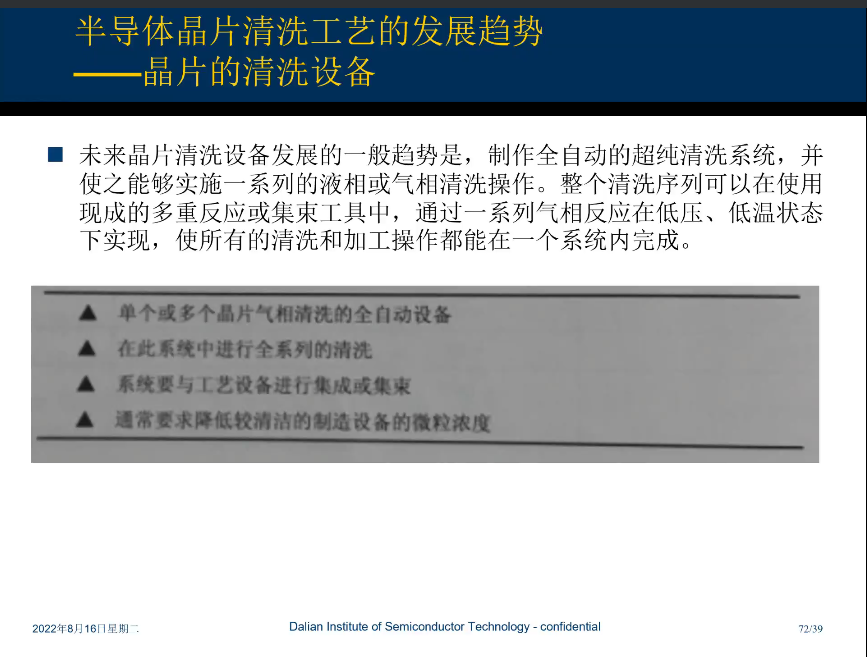 半导体晶片清洗工艺的发展趋势
——晶片的清洗设备
■ 未来晶片清洗设备发展的一般趋势是，制作全自动的超纯清洗系统，并
使之能够实施一系列的液相或气相清洗操作。整个清洗序列可以在使用
现成的多重反应或集束工具中，通过一系列气相反应在低压、低温状态
下实现，使所有的清洗和加工操作都能在一个系统内完成。
▲ 单个或多个晶片气相清洗的全自动设备
▲ 在此系统中进行全系列的清洗
▲ 系统要与工艺设备进行集成或集束
▲ 通常要求降低较清洁的制造设备的微粒浓度
2022年8月16日星期二
Dalian Institute of Semiconductor Technology - confidential
72/39